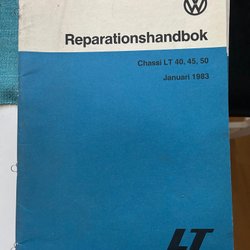 Reparationshandbok
Chassi LT 40, 45, 50
Januari 1983
LT